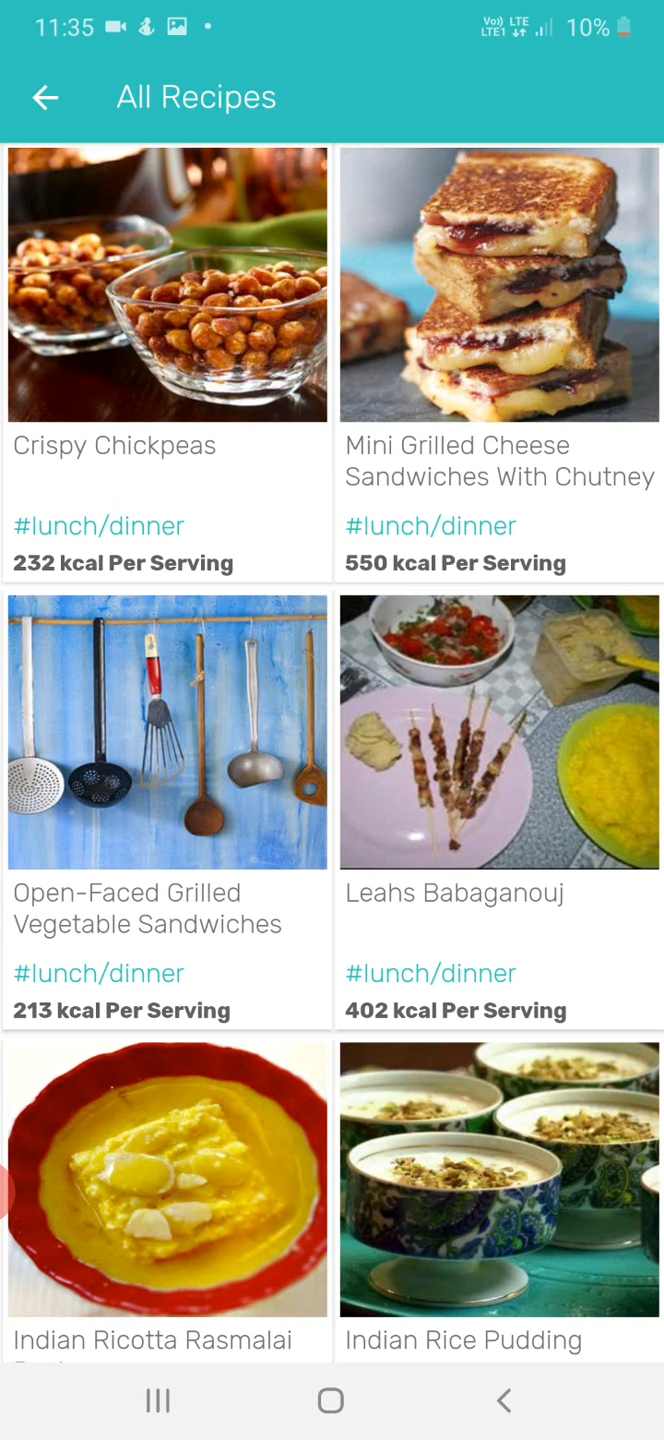 11:35
Vo)) LTE
LTE1
10%
All Recipes
Crispy Chickpeas
#lunch/dinner
232 kcal Per Serving
Mini Grilled Cheese
Sandwiches With Chutney
#lunch/dinner
550 kcal Per Serving
Open-Faced Grilled
Vegetable Sandwiches
#lunch/dinner
213 kcal Per Serving
Leahs Babaganouj
#lunch/dinner
402 kcal Per Serving
Indian Ricotta Rasmalai
Indian Rice Pudding